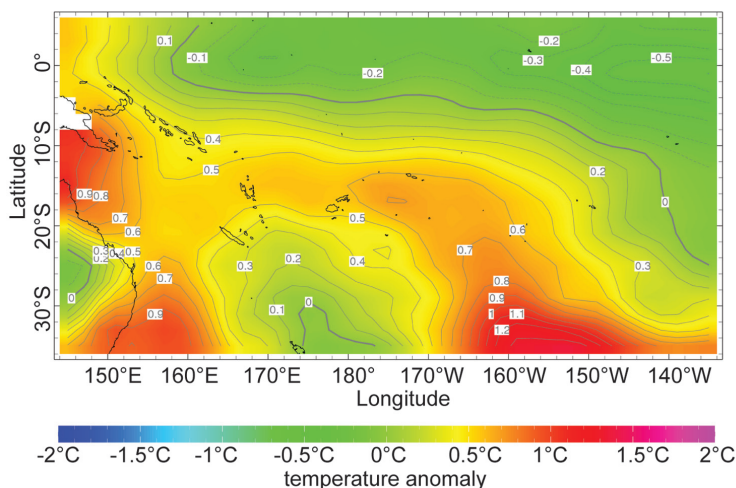 0.1
-0.1
-0.2
-0.2
-0.3
-0.4
-0.5
0.4
0.5
0.2
0.9
0.8
0.7
0.6
0
0.5
0.6
0.3
0.2
0.4
0.5
0.6
0.7
0.3
0.2
0.4
0.7
0.3
0
0.9
0.1
0
0.8
0.9
1
1.1
1.2
0°
10°S
20°S
30°S
Latitude
150°E
160°E
170°E
180°
170°W
160°W
150°W
140°W
Longitude
-2°C
-1.5°C
-1°C
-0.5°C
0°C
0.5°C
1°C
1.5°C
2°C
temperature anomaly